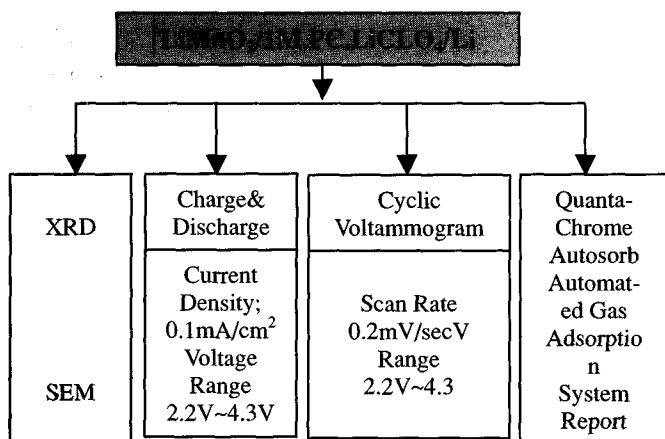 LiMnO2/1M.PC.LiCLO4/Li
XRD
SEM
Charge&
Discharge
Current
Density;
0.1mA/cm2
Voltage
Range
2.2V~4.3V
Cyclic
Voltammogram
Scan Rate
0.2mV/secV
Range
2.2V~4.3
Quanta-
Chrome
Autosorb
Automat-
ed Gas
Adsorptio
n
System
Report